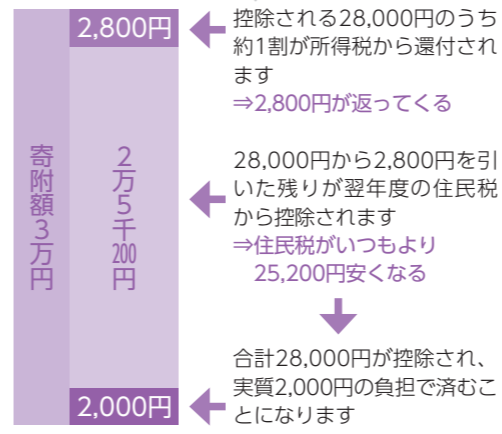 寄附額3万円
2,800円
2万5千200円
2,000円
控除される28,000円のうち
約1割が所得税から還付され
ます
⇒2,800円が返ってくる
28,000円から2,800円を引
いた残りが翌年度の住民税
から控除されます
⇒住民税がいつもより
25,200円安くなる
合計28,000円が控除され、
実質2,000円の負担で済むこ
とになります